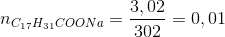 n_{C_{17}H_{31}COONa} = \frac{3,02}{302} = 0,01